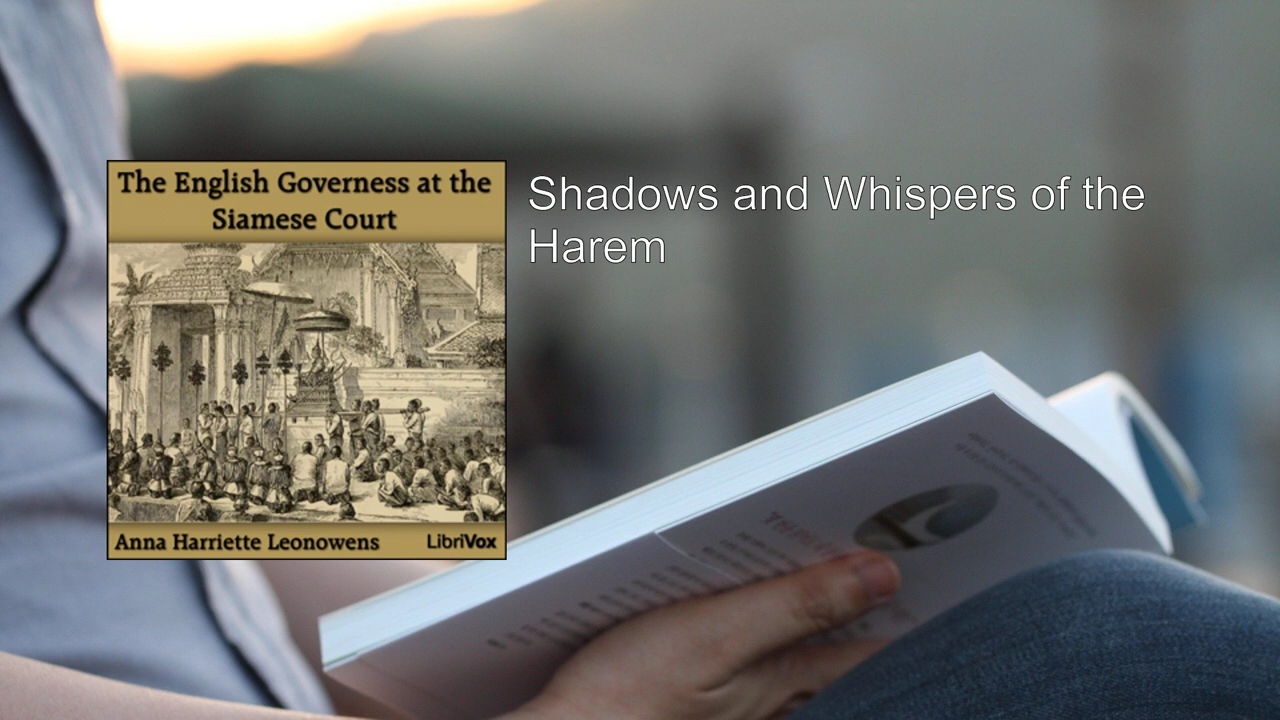 The English Governess at the
Siamese Court
Anna Harriette Leonowens
LibriVox
Shadows and Whispers of the
Harem